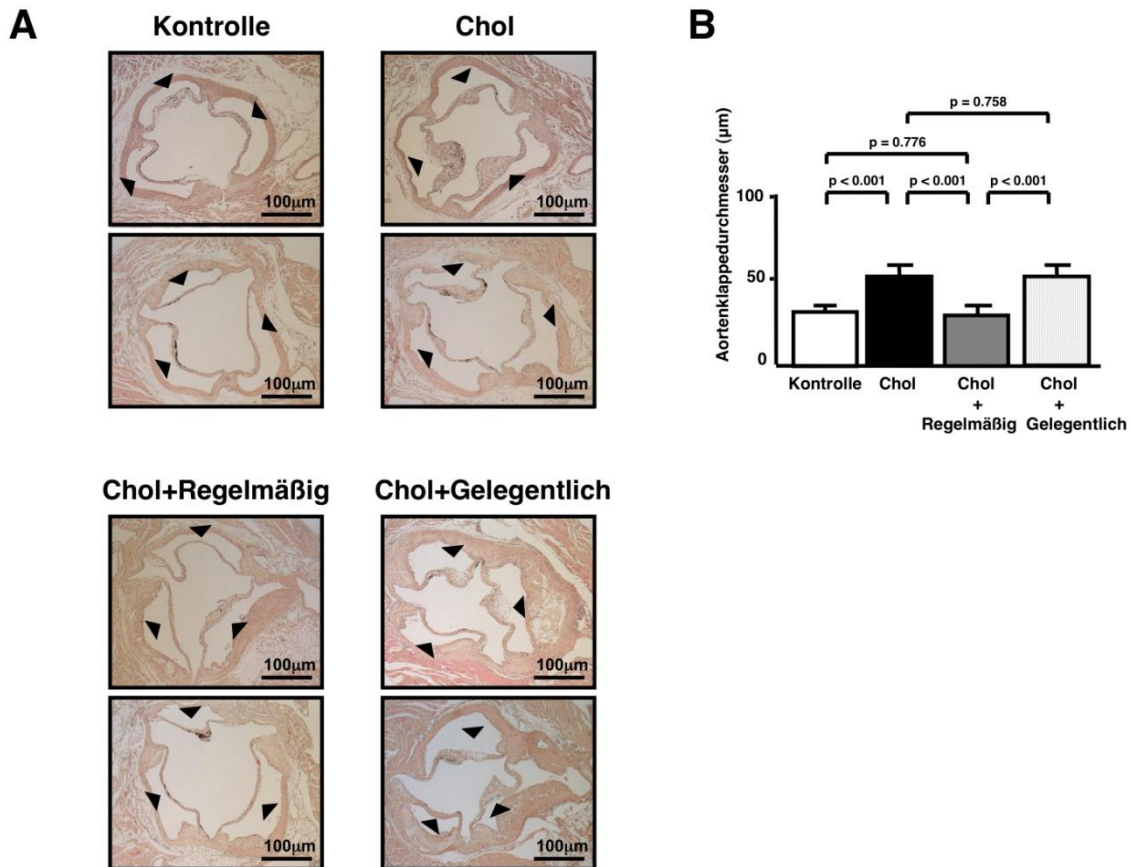 A
Kontrolle
Chol
100μm
100μm
100μm
100μm
Chol+Regelmäßig
Chol+Gelegentlich
100μm
100μm
100μm
100μm
B
Aortenklappedurchmesser (μm)
p = 0.758
p = 0.776
p < 0.001
p < 0.001
p < 0.001
100
50
0
Kontrolle
Chol
Chol
+
Regelmäßig
Chol
+
Gelegentlich